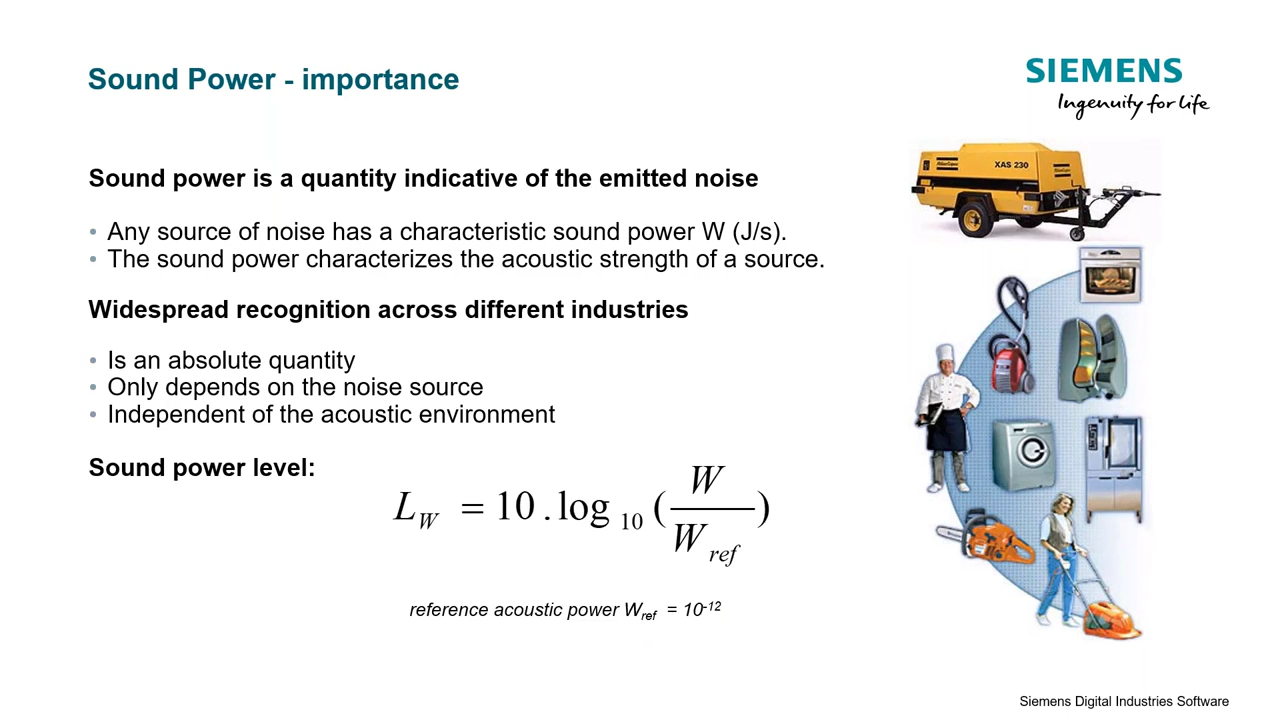 Sound Power - importance
SIEMENS
Ingenuity for life
Sound power is a quantity indicative of the emitted noise
• Any source of noise has a characteristic sound power W (J/s).
• The sound power characterizes the acoustic strength of a source.
Widespread recognition across different industries
• Is an absolute quantity
• Only depends on the noise source
• Independent of the acoustic environment
Sound power level:
L_W = 10 . log_10 (W / W_ref)
reference acoustic power W_ref = 10^-12
XAS 230
Siemens Digital Industries Software